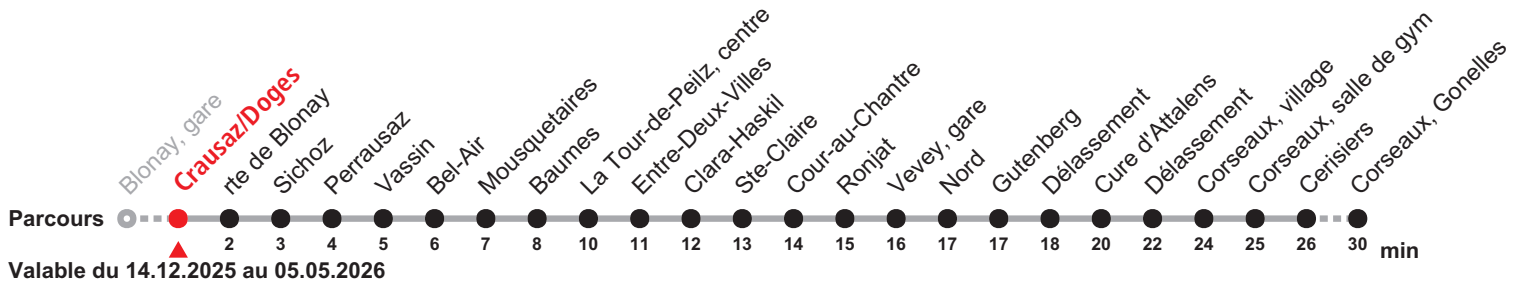 Blonay, gare
Crausaz/Doges
rte de Blonay
Sichoz
Perrausaz
Vassin
Bel-Air
Mousquetaires
Baumes
La Tour-de-Peilz, centre
Entre-Deux-Villes
Clara-Haskil
Ste-Claire
Cour-au-Chantre
Ronjat
Vevey, gare
Nord
Gutenberg
Délassement
Cure d'Attalens
Délassement
Corseaux, village
Corseaux, salle de gym
Cerisiers
Corseaux, Gonelles
Parcours
2 3 4 5 6 7 8 10 11 12 13 14 15 16 17 17 18 20 22 24 25 26 30 min
Valable du 14.12.2025 au 05.05.2026